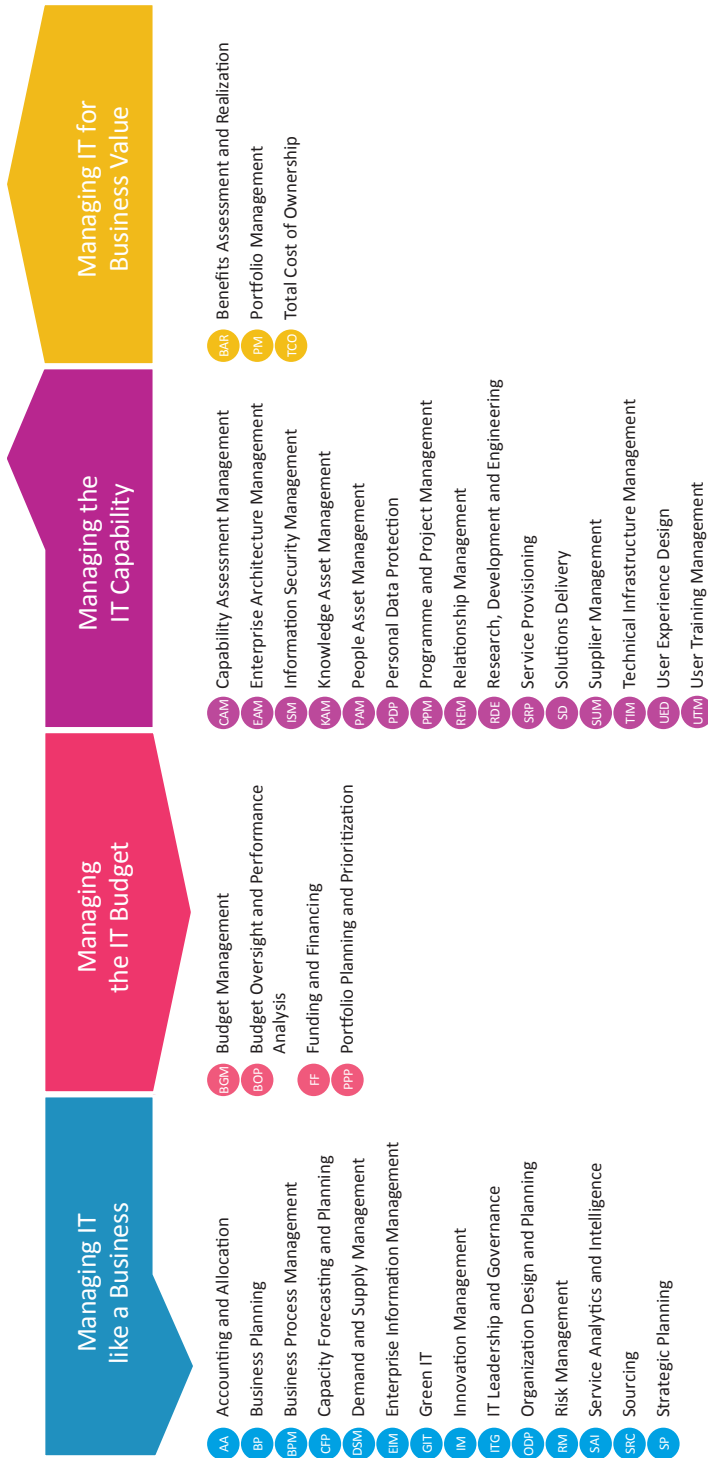 Managing IT
like a Business
AA Accounting and Allocation
BP Business Planning
BPM Business Process Management
CFP Capacity Forecasting and Planning
DSM Demand and Supply Management
EIM Enterprise Information Management
GIT Green IT
IM Innovation Management
ITG IT Leadership and Governance
ODP Organization Design and Planning
RM Risk Management
SAI Service Analytics and Intelligence
SRC Sourcing
SP Strategic Planning
Managing
the IT Budget
BGM Budget Management
BOP Budget Oversight and Performance
Analysis
FF Funding and Financing
PPP Portfolio Planning and Prioritization
Managing the
IT Capability
CAM Capability Assessment Management
EAM Enterprise Architecture Management
ISM Information Security Management
KAM Knowledge Asset Management
PAM People Asset Management
PDP Personal Data Protection
PPM Programme and Project Management
REM Relationship Management
RDE Research, Development and Engineering
SRP Service Provisioning
SD Solutions Delivery
SUM Supplier Management
TIM Technical Infrastructure Management
UED User Experience Design
UTM User Training Management
Managing IT for
Business Value
BAR Benefits Assessment and Realization
PM Portfolio Management
TCO Total Cost of Ownership